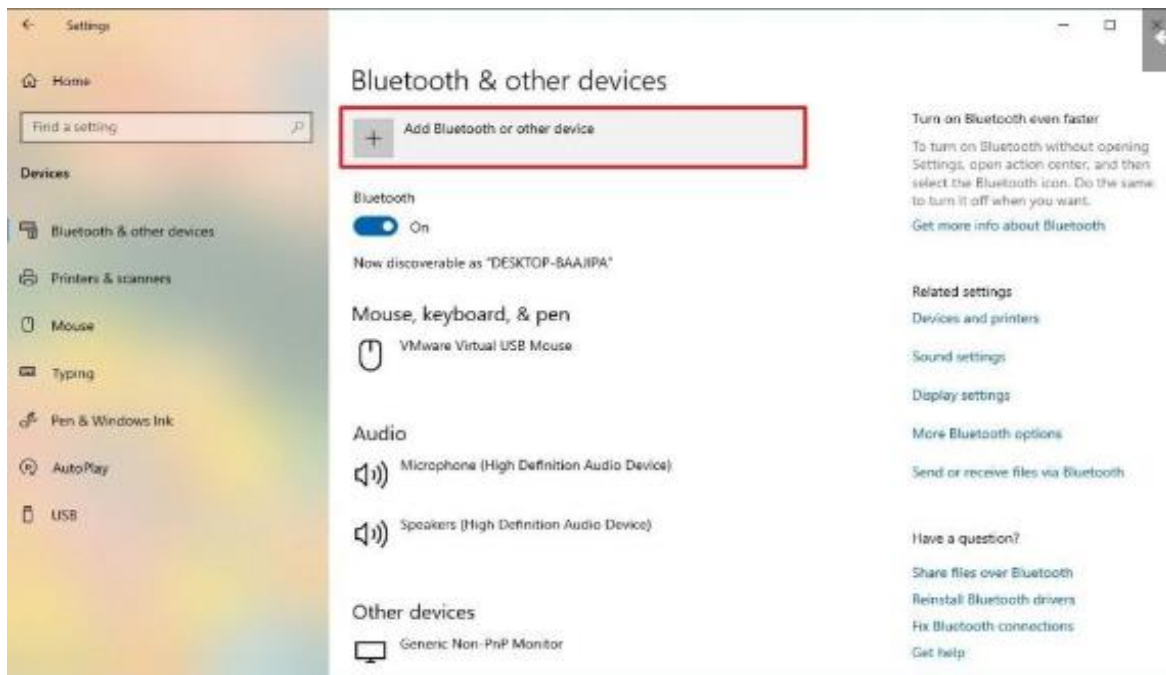 Settings
Home
Find a setting
Devices
Bluetooth & other devices
Printers & scanners
Mouse
Typing
Pen & Windows Ink
AutoPlay
USB
Bluetooth & other devices
Add Bluetooth or other device
Bluetooth
On
Now discoverable as "DESKTOP-BAAJIPA"
Mouse, keyboard, & pen
VMware Virtual USB Mouse
Audio
Microphone (High Definition Audio Device)
Speakers (High Definition Audio Device)
Other devices
Generic Non-PnP Monitor
Turn on Bluetooth even faster
To turn on Bluetooth without opening
Settings, open action center, and then
select the Bluetooth icon. Do the same
to turn it off when you want.
Get more info about Bluetooth
Related settings
Devices and printers
Sound settings
Display settings
More Bluetooth options
Send or receive files via Bluetooth
Have a question?
Share files over Bluetooth
Reinstall Bluetooth drivers
Fix Bluetooth connections
Get help